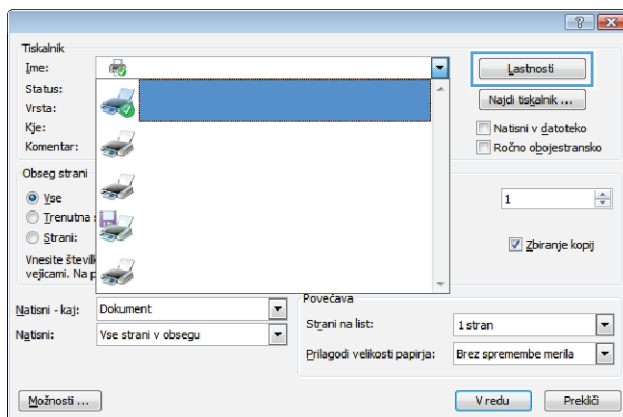 Tiskalnik
Ime:
Lastnosti
Status:
Vrsta:
Najdi tiskalnik ...
Kje:
Natisni v datoteko
Komentar:
Ročno obojestransko
Obseg strani
Vse
1
Trenutna
Strani:
Zbiranje kopij
Vnesite števil
vejicami. Na p
Povečava
Natisni - kaj: Dokument
Strani na list: 1 stran
Natisni: Vse strani v obsegu
Prilagodi velikosti papirja: Brez spremembe merila
Možnosti ...
V redu
Prekliči